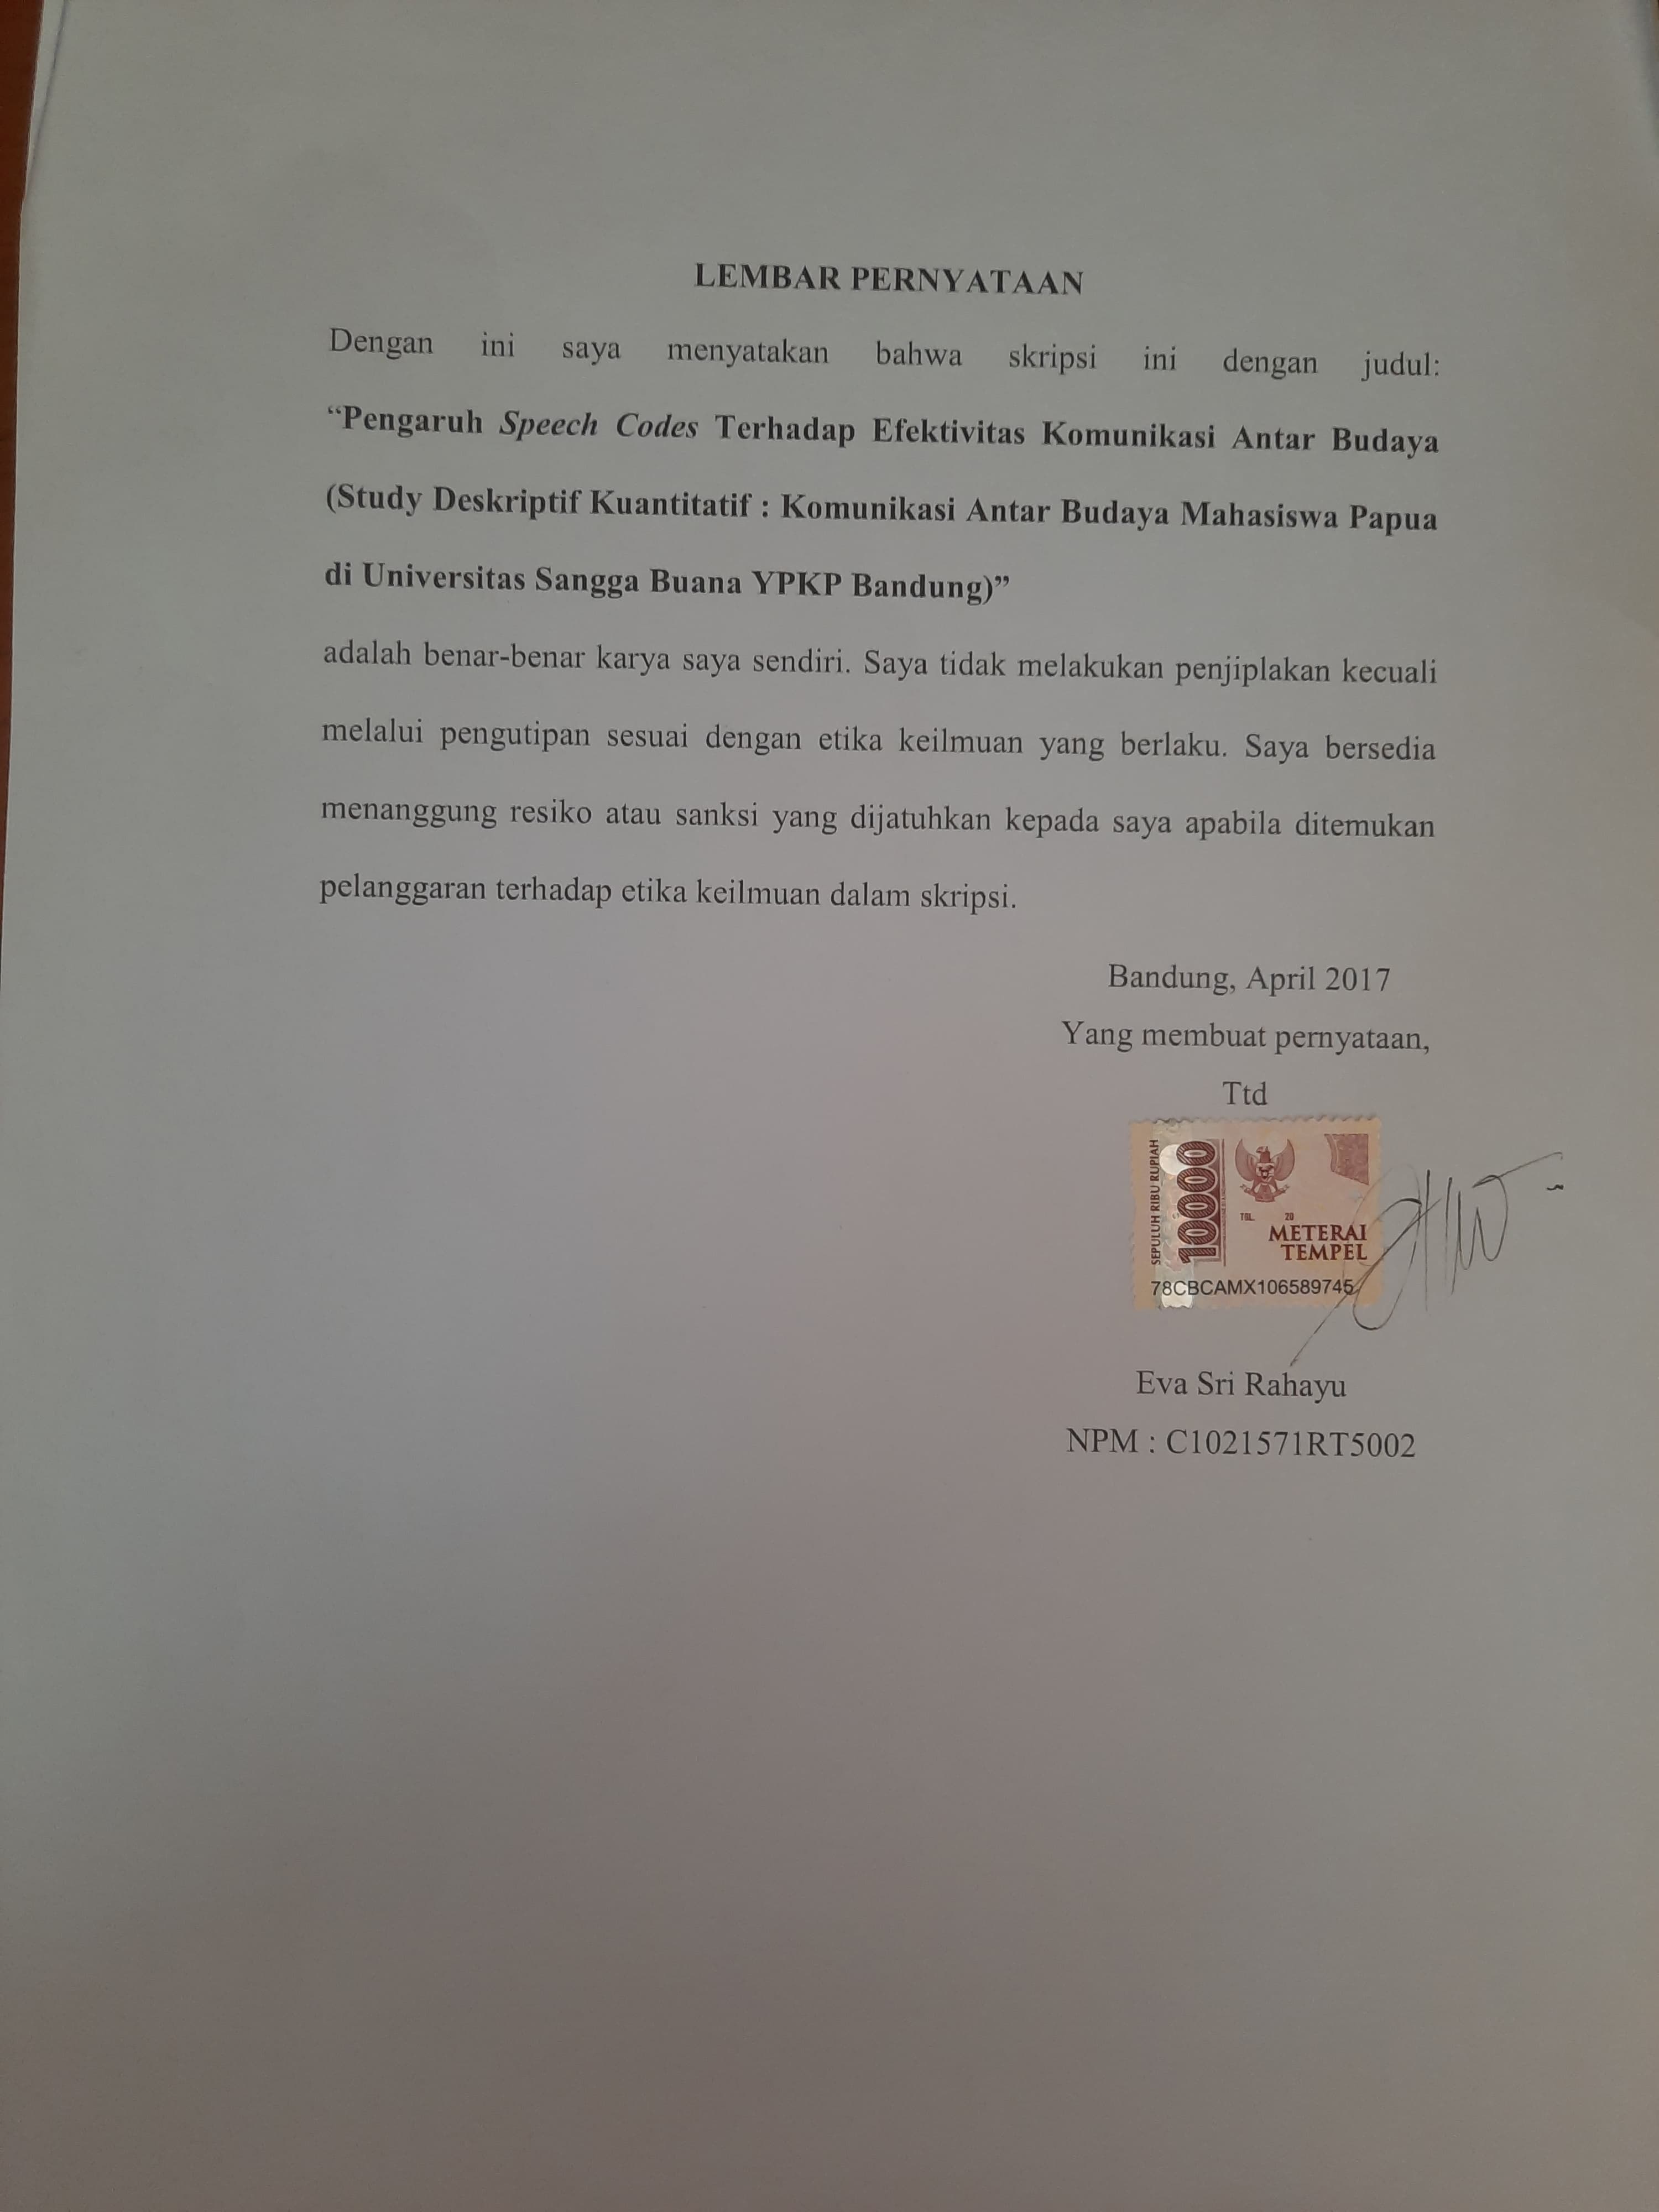 LEMBAR PERNYATAAN
Dengan ini saya menyatakan bahwa skripsi ini dengan judul:
“Pengaruh Speech Codes Terhadap Efektivitas Komunikasi Antar Budaya
(Study Deskriptif Kuantitatif : Komunikasi Antar Budaya Mahasiswa Papua
di Universitas Sangga Buana YPKP Bandung)”
adalah benar-benar karya saya sendiri. Saya tidak melakukan penjiplakan kecuali
melalui pengutipan sesuai dengan etika keilmuan yang berlaku. Saya bersedia
menanggung resiko atau sanksi yang dijatuhkan kepada saya apabila ditemukan
pelanggaran terhadap etika keilmuan dalam skripsi.
Bandung, April 2017
Yang membuat pernyataan,
Ttd
SEPULUH RIBU RUPIAH
10000
TGL. 20
METERAI
TEMPEL
78CBCAMX106589745
Eva Sri Rahayu
NPM : C1021571RT5002